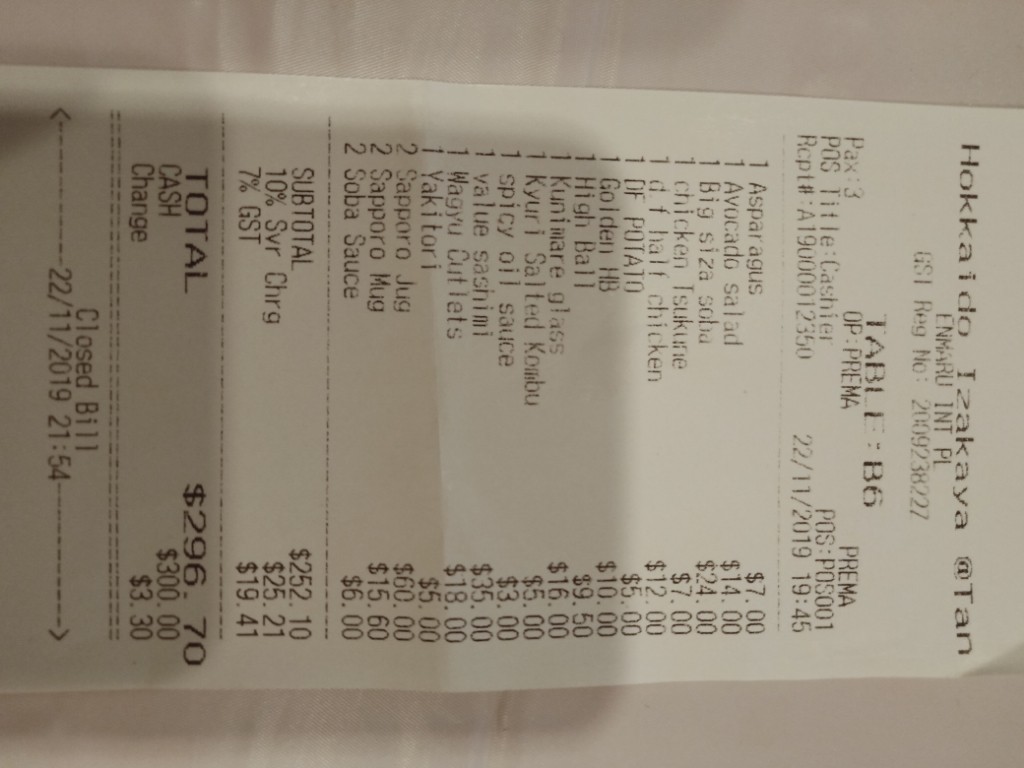 Hokkaido Izakaya @Tan
ENMARU INT PL
GST Reg No: 200923822Z
TABLE: B6
Pax:3 OP:PREMA PREMA
POS Title:Cashier POS:POS001
Rcpt#:A19000012350 22/11/2019 19:45
1 Asparagus $7.00
1 Avocado salad $14.00
1 Big siza soba $24.00
1 chicken Tsukune $7.00
1 d.f half chicken $12.00
1 DF POTATO $5.00
1 Golden HB $10.00
1 High Ball $9.50
1 Kunimare glass $16.00
1 Kyuri Salted Kombu $5.00
1 spicy oil sauce $3.00
1 value sashimi $35.00
1 Wagyu Cutlets $18.00
1 Yakitori $5.00
2 Sapporo Jug $60.00
2 Sapporo Mug $15.60
2 Soba Sauce $6.00
SUBTOTAL $252.10
10% Svr Chrg $25.21
7% GST $19.41
TOTAL $296.70
CASH $300.00
Change $3.30
Closed Bill
<----------22/11/2019 21:54---------->